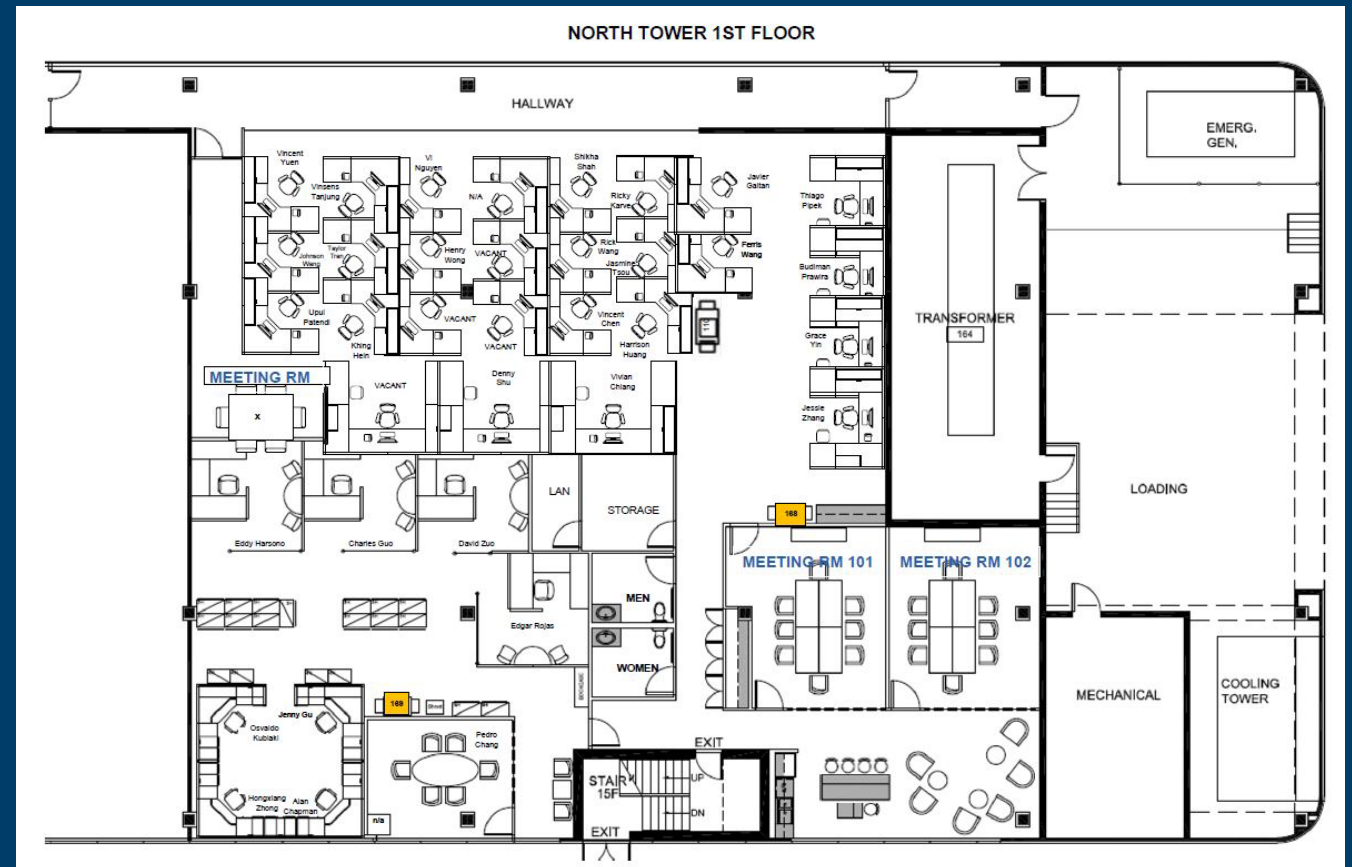 NORTH TOWER 1ST FLOOR
HALLWAY
EMERG.
GEN,
Vincent
Yuen
Vinsens
Tanjung
Vi
Nguyen
N/A
Shikha
Shah
Ricky
Karve
Javier
Gaitan
Thiago
Pipek
Johnson
Wang
Taylor
Tran
Henry
Wong
VACANT
Rick
Wang
Jasmine
Tsou
Ferris
Wang
Budiman
Prawira
Upul
Patendi
Khing
Hein
VACANT
VACANT
Vincent
Chen
Harrison
Huang
110
Grace
Yin
TRANSFORMER
164
MEETING RM
X
VACANT
Denny
Shu
Vivian
Chiang
Jessie
Zhang
LAN
STORAGE
168
LOADING
Eddy Harsono
Charles Guo
David Zuo
MEETING RM 101
MEETING RM 102
MEN
Edgar Rojas
WOMEN
BOOKCASE
MECHANICAL
COOLING
TOWER
169
Shred
Jenny Gu
Osvaldo
Kubiaki
Pedro
Chang
EXIT
STAIR
15F
UP
DN
Hongxiang
Zhong
Alan
Chapman
n/a
EXIT